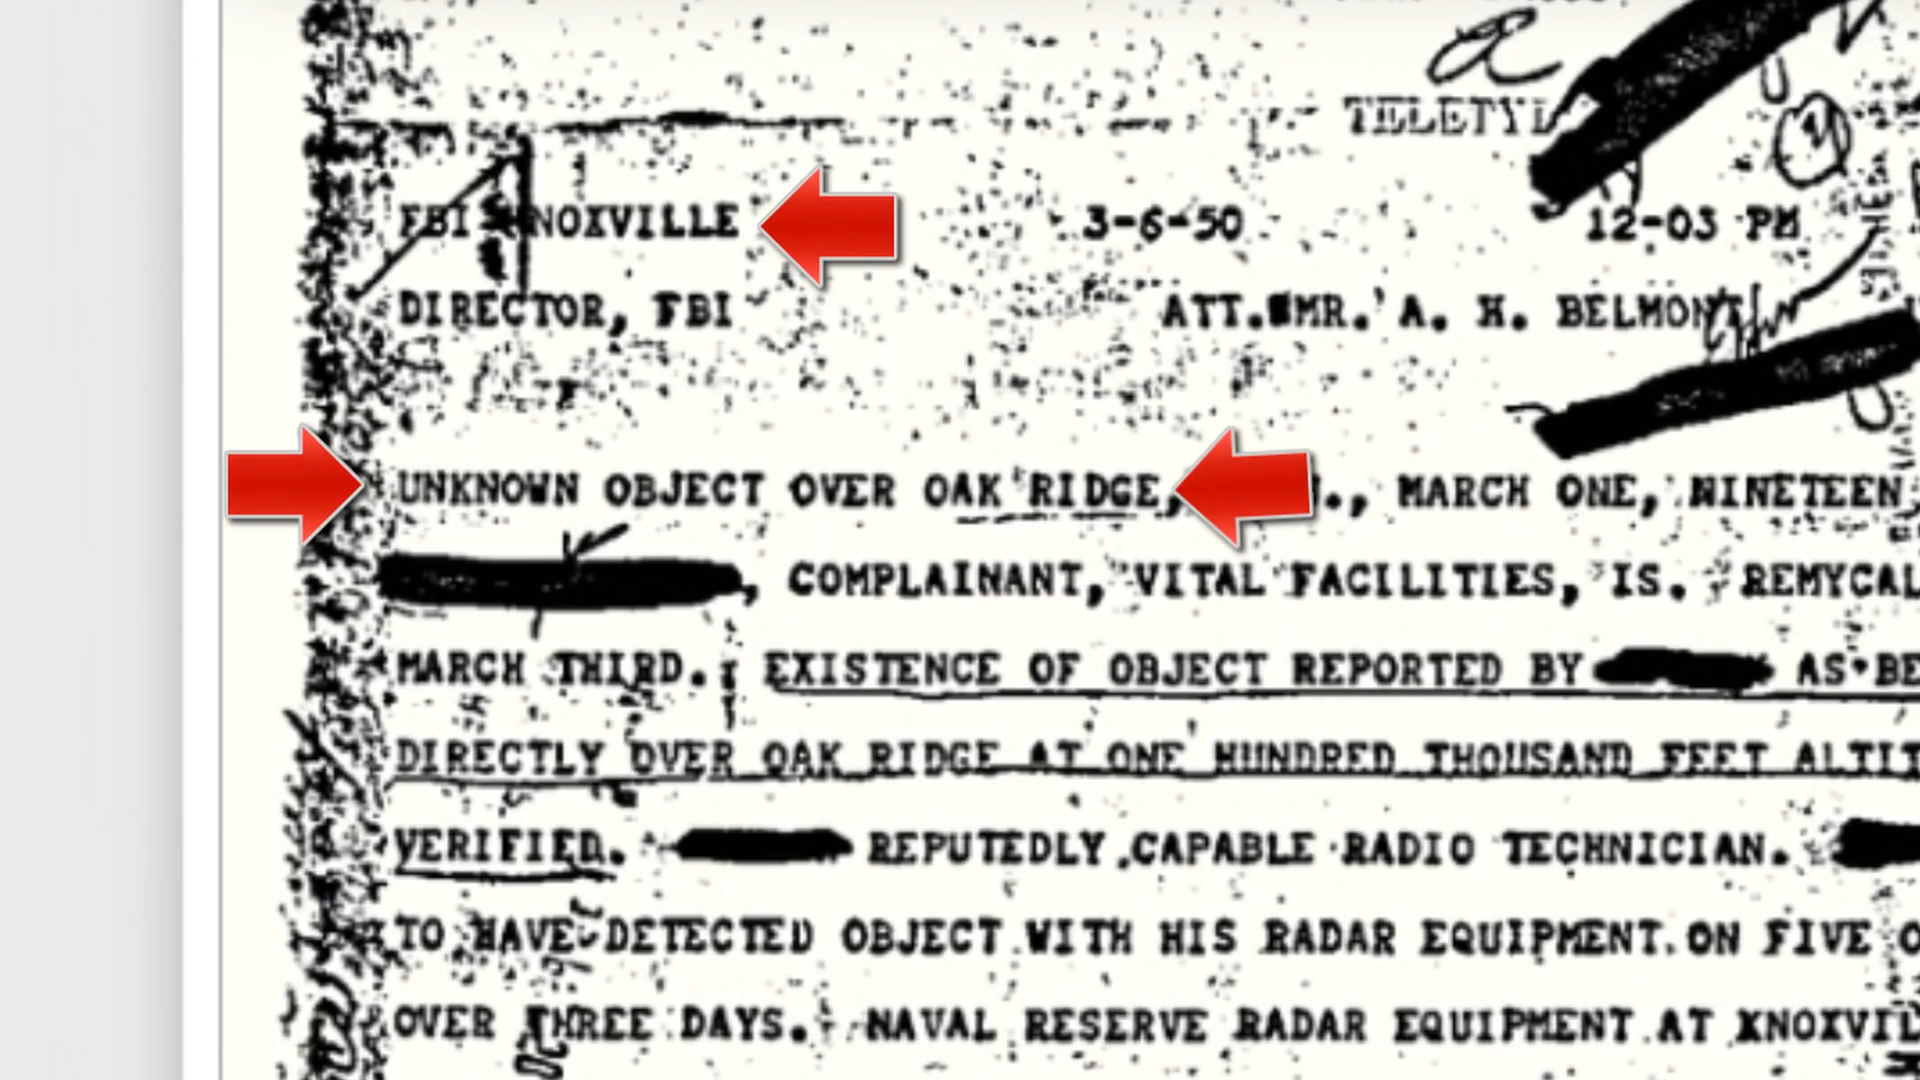 FBI KNOXVILLE 3-6-50 12-03 PM
DIRECTOR, FBI ATT. MR. A. H. BELMONT
UNKNOWN OBJECT OVER OAK RIDGE, ., MARCH ONE, NINETEEN
, COMPLAINANT, VITAL FACILITIES, IS. REMYCAL
MARCH THIRD. EXISTENCE OF OBJECT REPORTED BY AS BE
DIRECTLY OVER OAK RIDGE AT ONE HUNDRED THOUSAND FEET ALTIT
VERIFIED. REPUTEDLY CAPABLE RADIO TECHNICIAN.
TO HAVE DETECTED OBJECT WITH HIS RADAR EQUIPMENT ON FIVE O
OVER THREE DAYS. NAVAL RESERVE RADAR EQUIPMENT AT KNOXVIL